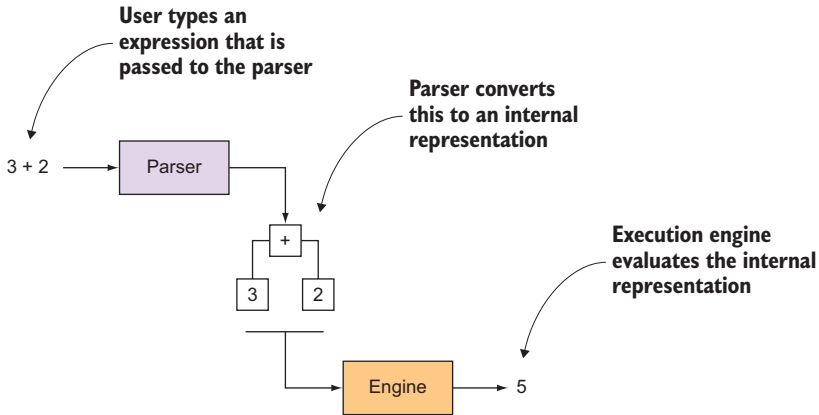 User types an
expression that is
passed to the parser
Parser converts
this to an internal
representation
3 + 2
Parser
+
3
2
Execution engine
evaluates the internal
representation
Engine
5